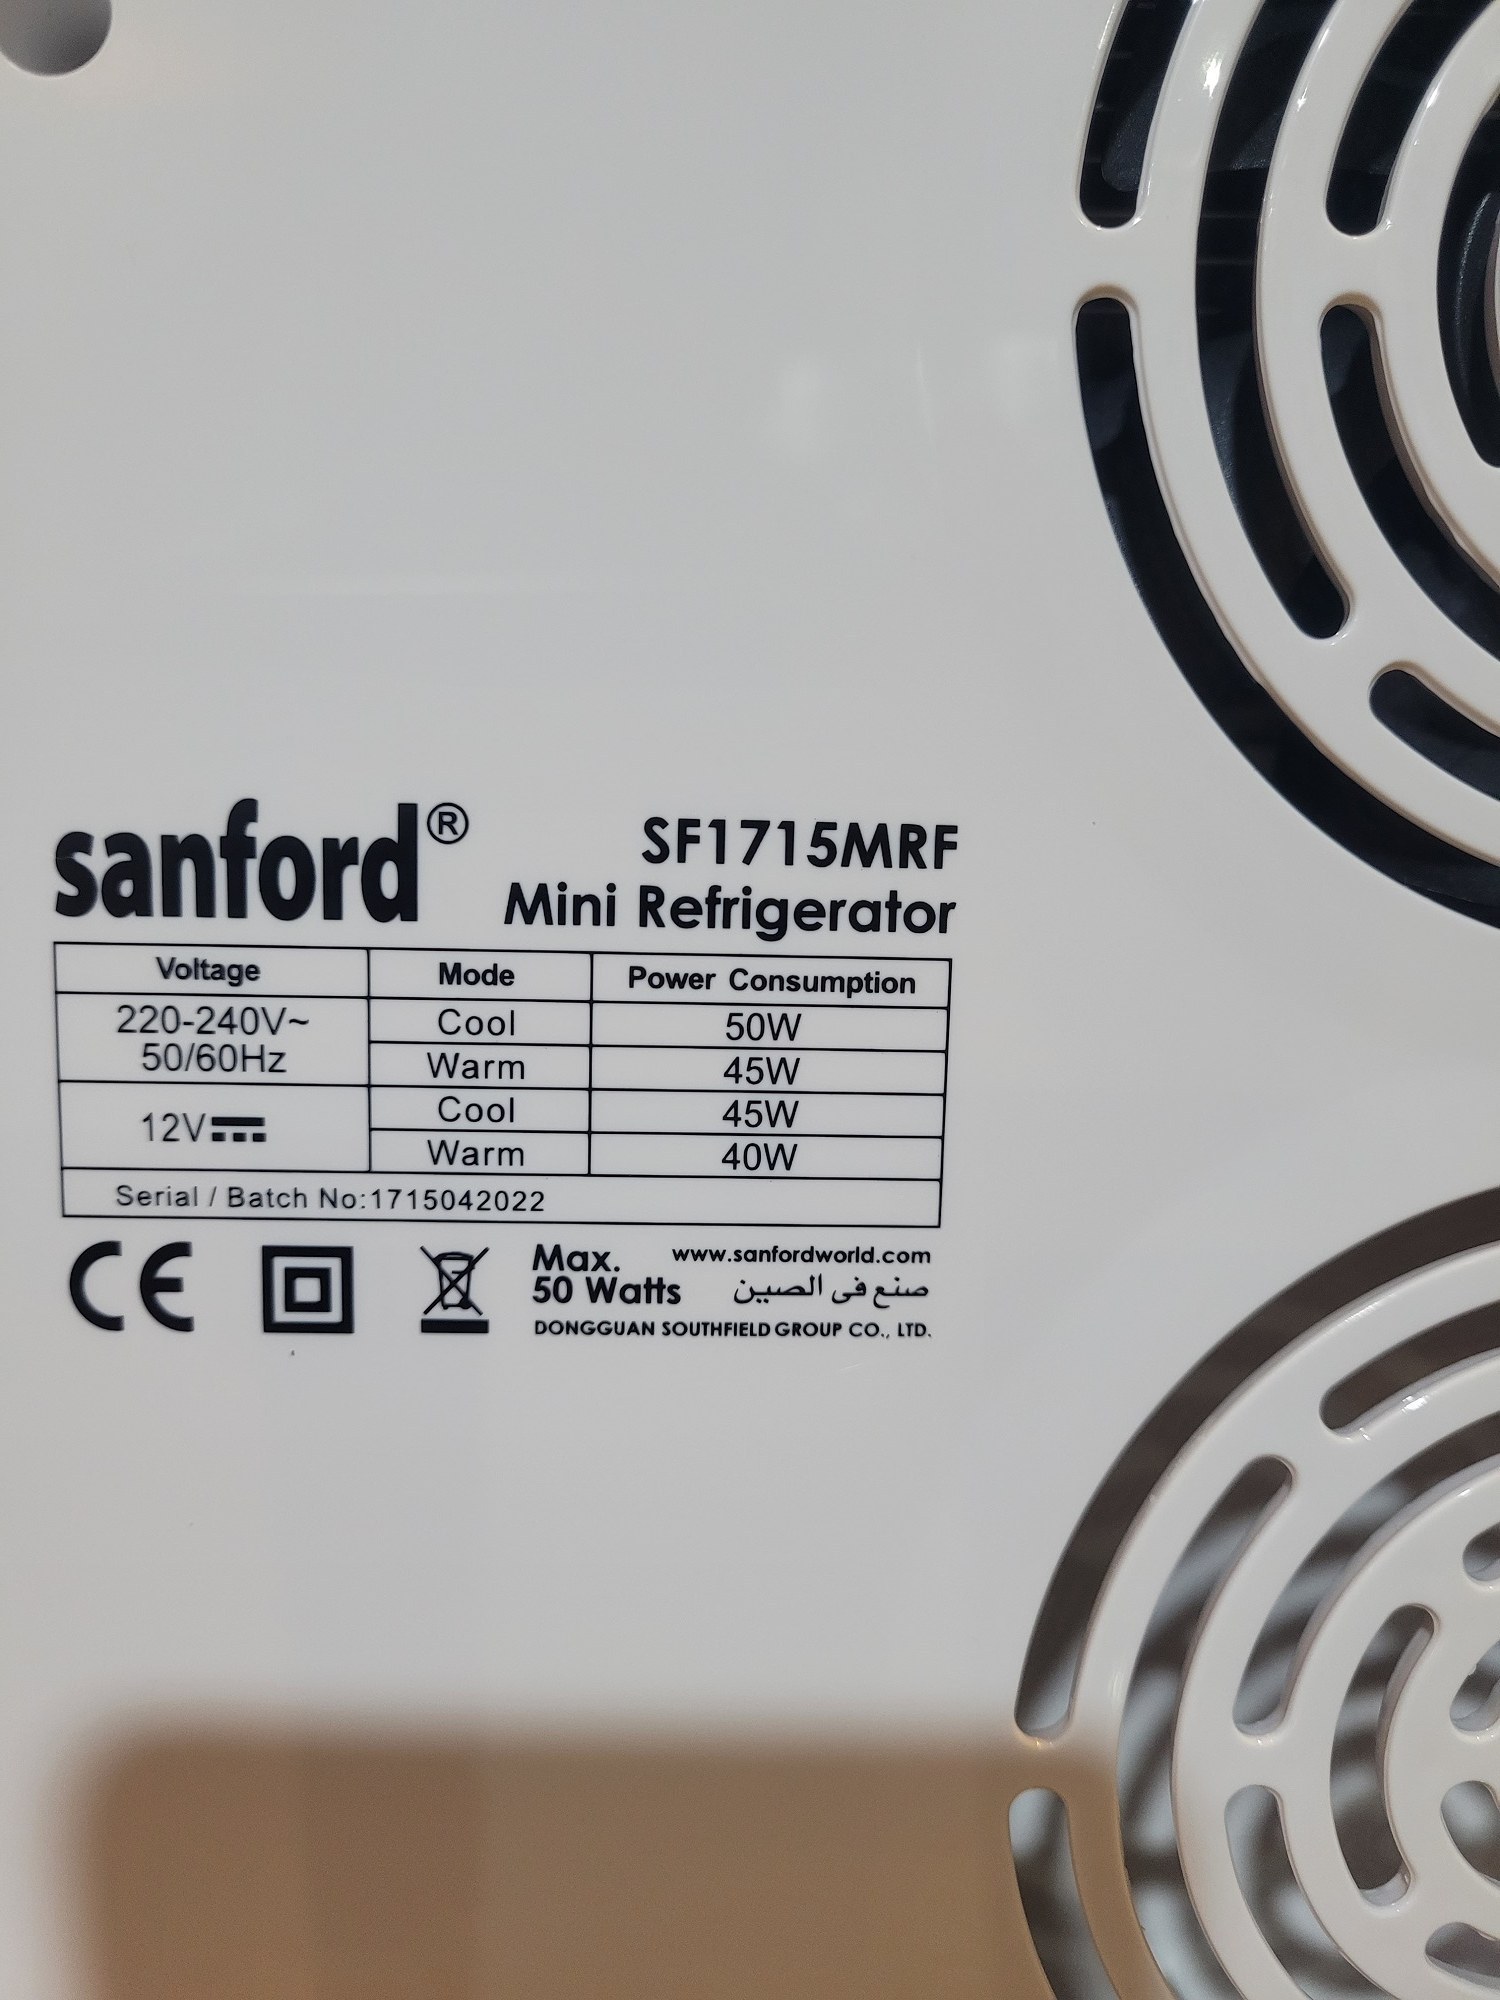 sanford®
SF1715MRF
Mini Refrigerator
Voltage Mode Power Consumption
220-240V~ 50/60Hz Cool 50W
Warm 45W
12V⎓ Cool 45W
Warm 40W
Serial / Batch No:1715042022
CE
Max. 50 Watts
www.sanfordworld.com
صنع فى الصين
DONGGUAN SOUTHFIELD GROUP CO., LTD.